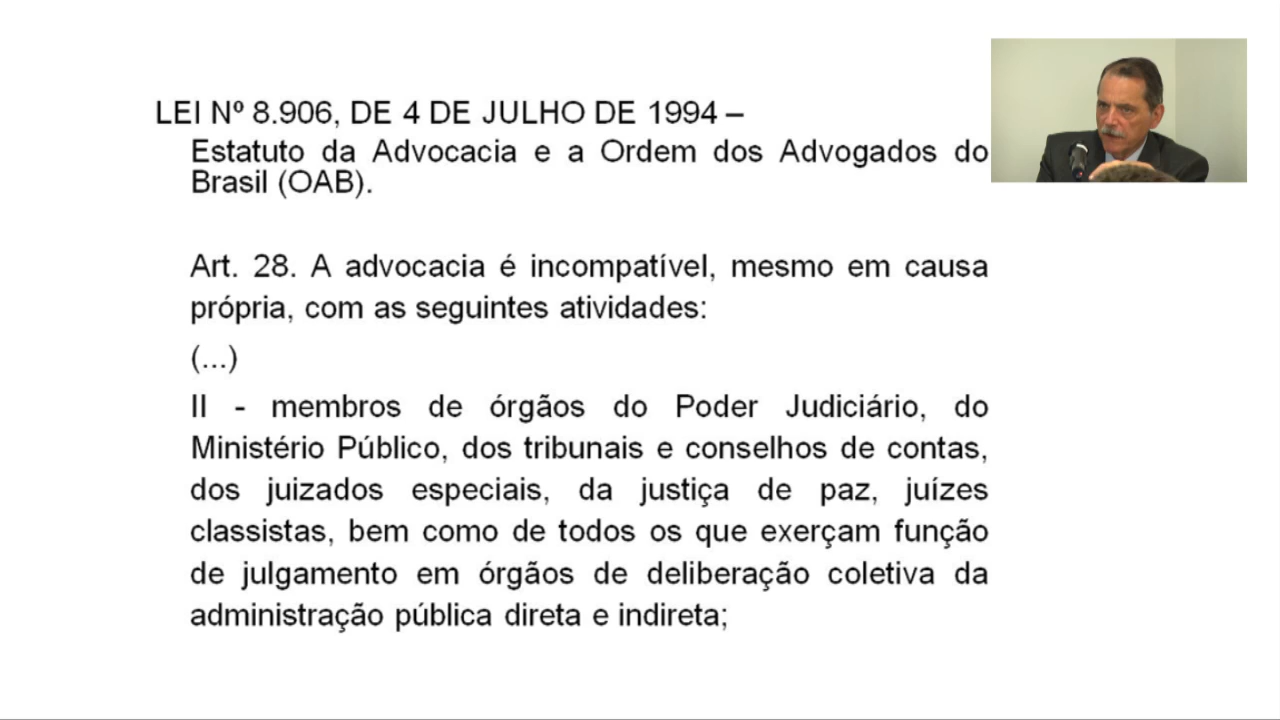 LEI Nº 8.906, DE 4 DE JULHO DE 1994 –
Estatuto da Advocacia e a Ordem dos Advogados do
Brasil (OAB).
Art. 28. A advocacia é incompatível, mesmo em causa
própria, com as seguintes atividades:
(...)
II - membros de órgãos do Poder Judiciário, do
Ministério Público, dos tribunais e conselhos de contas,
dos juizados especiais, da justiça de paz, juízes
classistas, bem como de todos os que exerçam função
de julgamento em órgãos de deliberação coletiva da
administração pública direta e indireta;